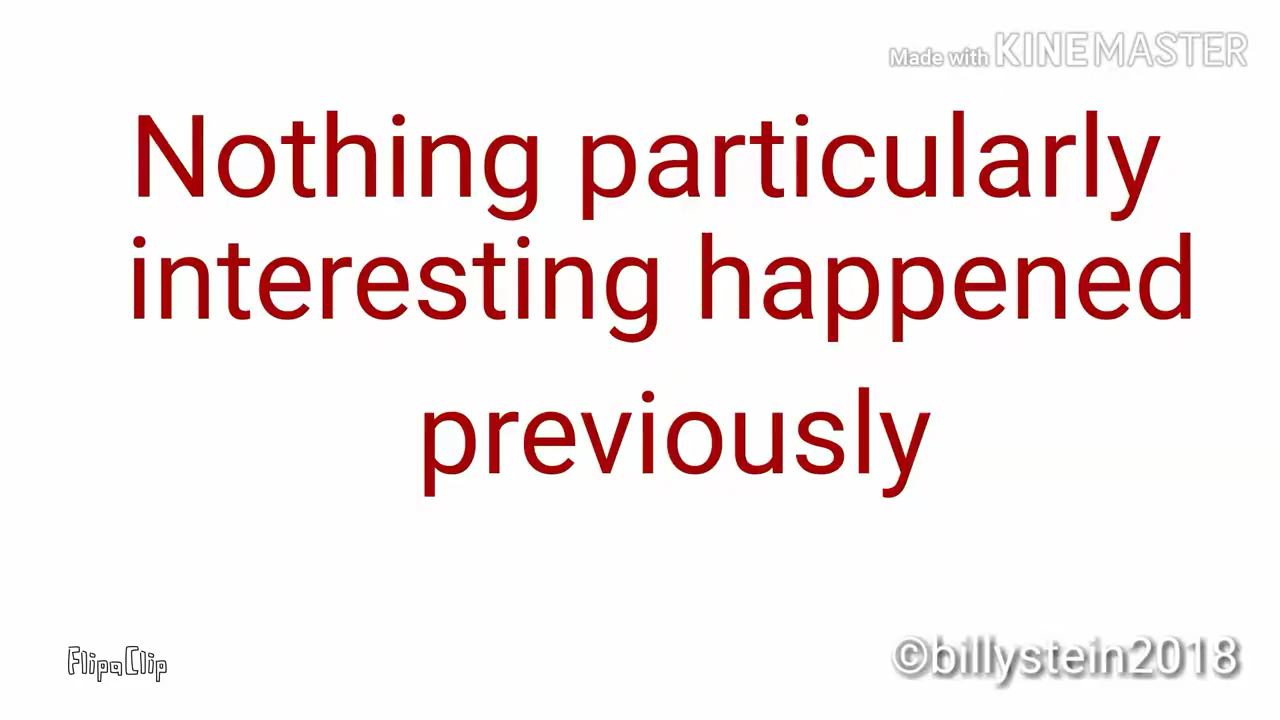 Made with KINEMASTER
Nothing particularly
interesting happened
previously
FlipaClip
©billystein2018